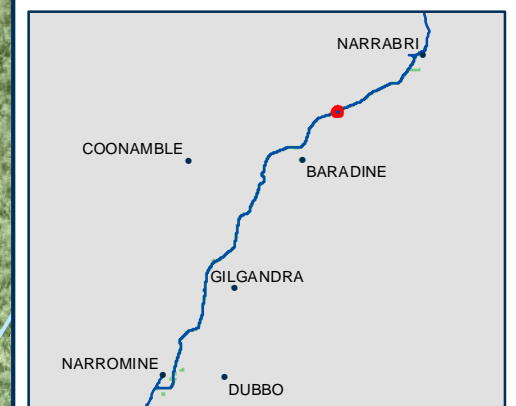 NARRABRI
COONAMBLE
BARADINE
GILGANDRA
NARROMINE
DUBBO